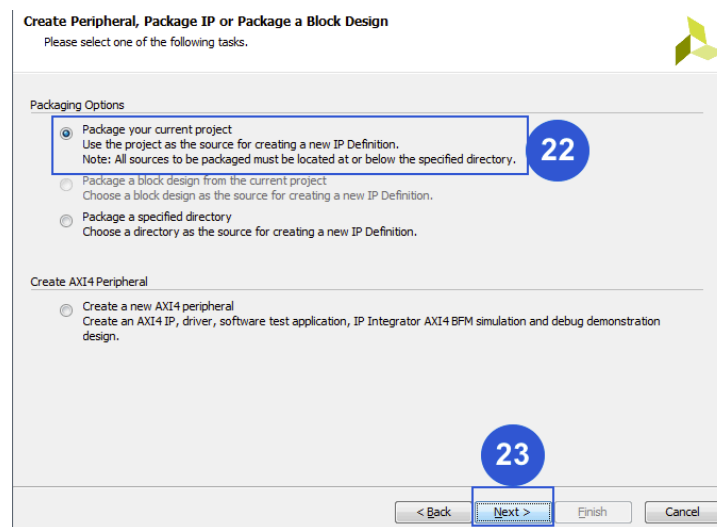 Create Peripheral, Package IP or Package a Block Design
Please select one of the following tasks.
Packaging Options
Package your current project
Use the project as the source for creating a new IP Definition.
Note: All sources to be packaged must be located at or below the specified directory.
22
Package a block design from the current project
Choose a block design as the source for creating a new IP Definition.
Package a specified directory
Choose a directory as the source for creating a new IP Definition.
Create AXI4 Peripheral
Create a new AXI4 peripheral
Create an AXI4 IP, driver, software test application, IP Integrator AXI4 BFM simulation and debug demonstration
design.
23
< Back Next > Finish Cancel